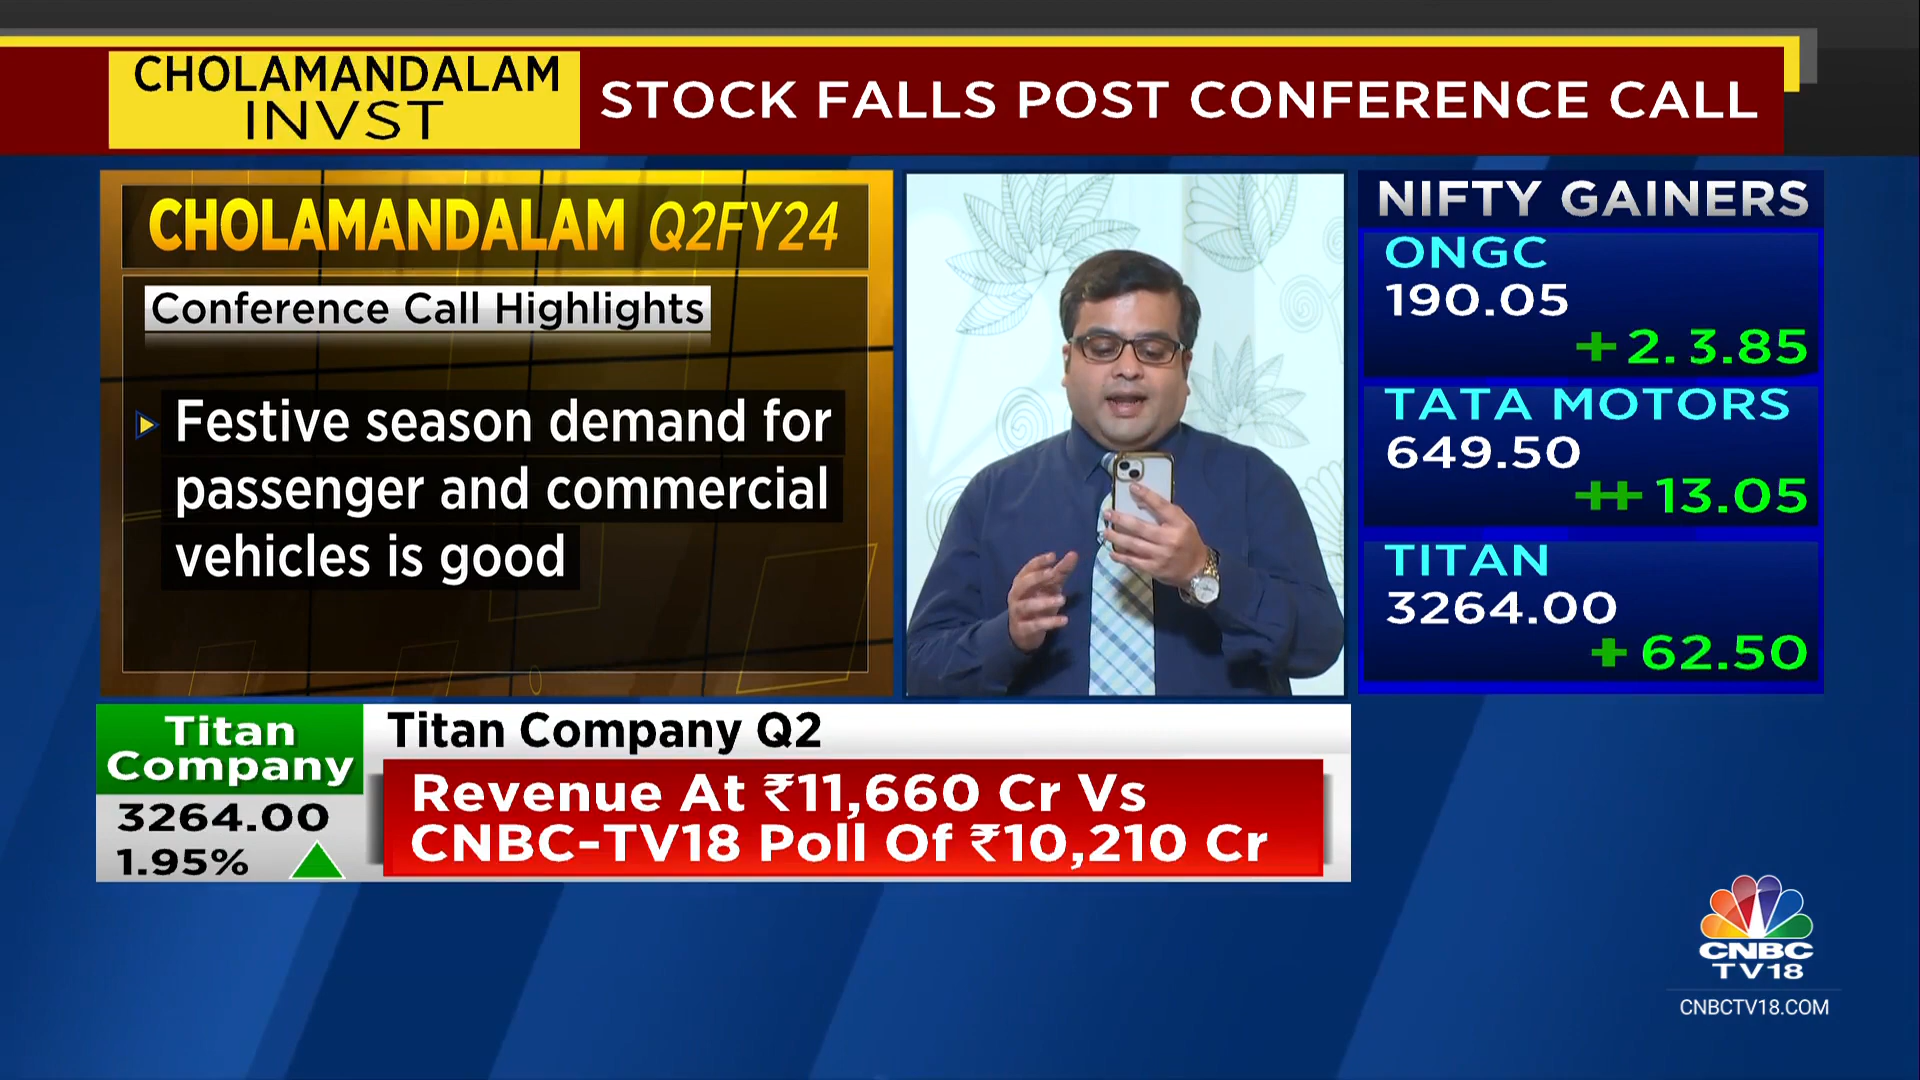 CHOLAMANDALAM
INVST
STOCK FALLS POST CONFERENCE CALL
CHOLAMANDALAM Q2FY24
Conference Call Highlights
Festive season demand for
passenger and commercial
vehicles is good
NIFTY GAINERS
ONGC
190.05
+2.3.85
TATA MOTORS
649.50
++13.05
TITAN
3264.00
+62.50
Titan
Company
3264.00
1.95%
Titan Company Q2
Revenue At ₹11,660 Cr Vs
CNBC-TV18 Poll Of ₹10,210 Cr
CNBC
TV18
CNBCTV18.COM